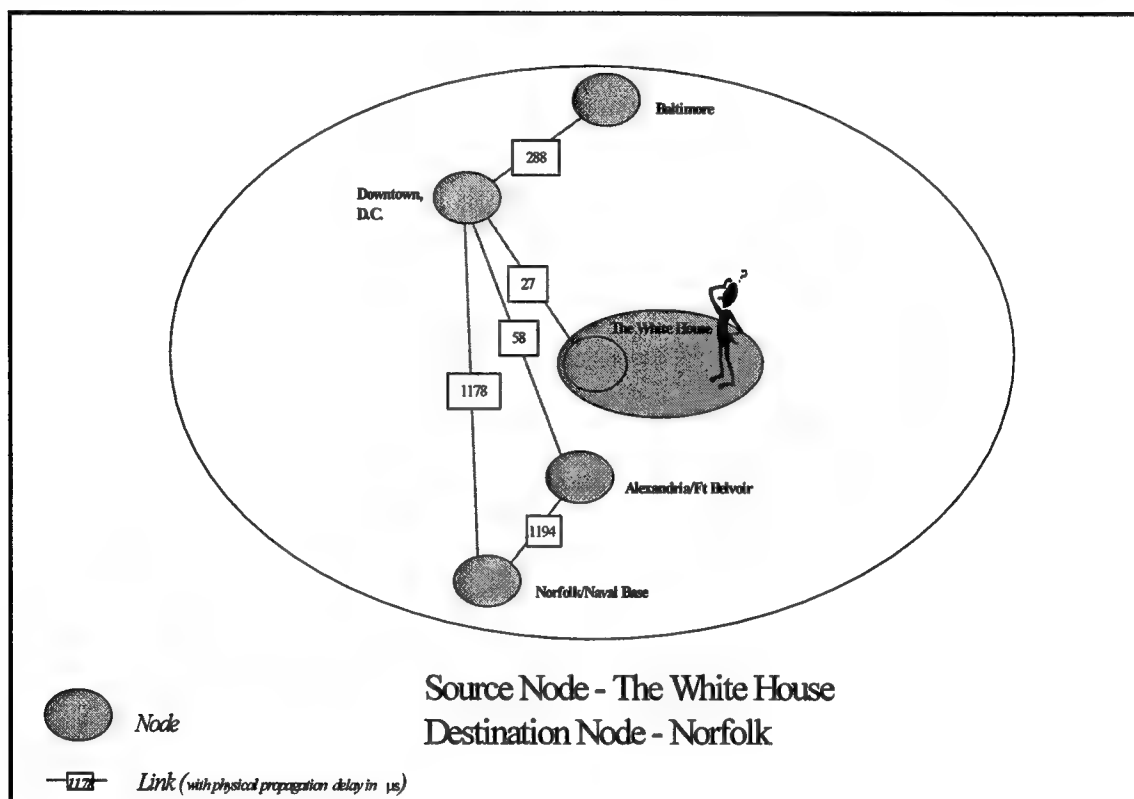 Baltimore
288
Downtown,
D.C.
27
?
The White House
58
1178
Alexandria/Ft Belvoir
1194
Norfolk/Naval Base
Source Node - The White House
Destination Node - Norfolk
Node
1178 Link (with physical propagation delay in µs)